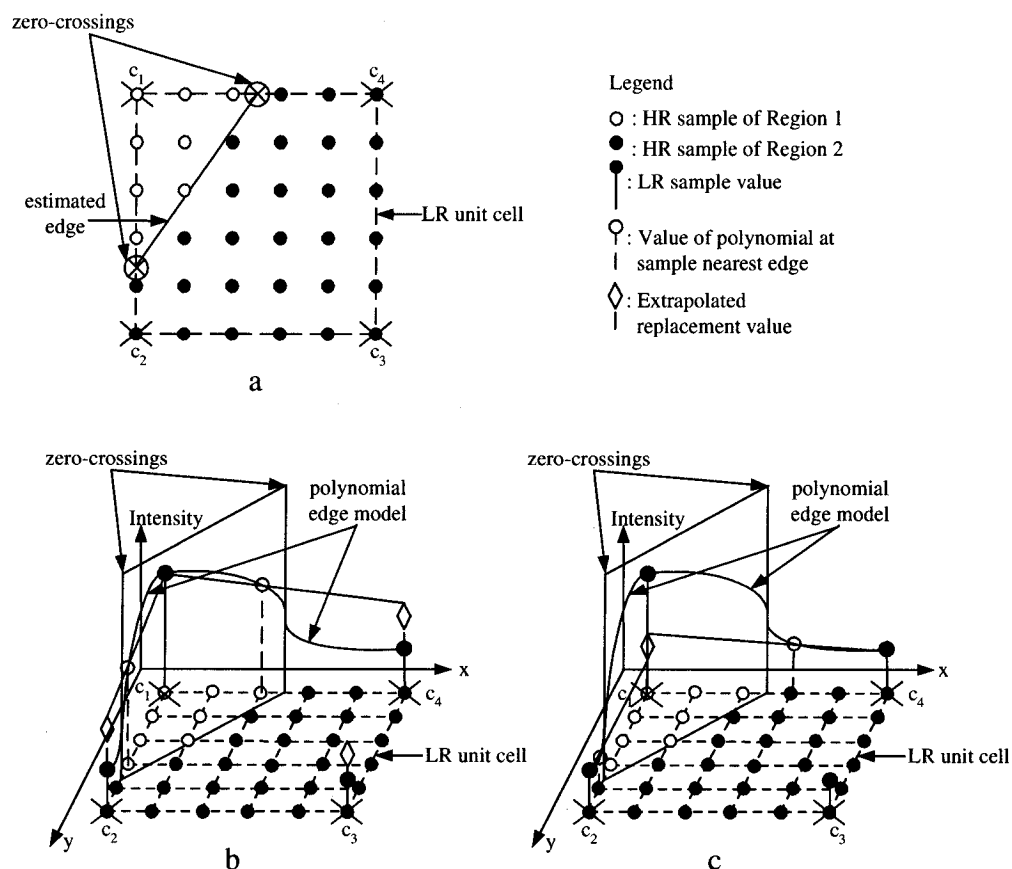 zero-crossings
c1
c4
estimated
edge
LR unit cell
c2
c3
a
Legend
: HR sample of Region 1
: HR sample of Region 2
: LR sample value
: Value of polynomial at
sample nearest edge
: Extrapolated
replacement value
zero-crossings
polynomial
edge model
Intensity
x
c1
c4
LR unit cell
c2
c3
y
b
zero-crossings
polynomial
edge model
Intensity
x
c
c4
LR unit cell
c2
c3
y
c